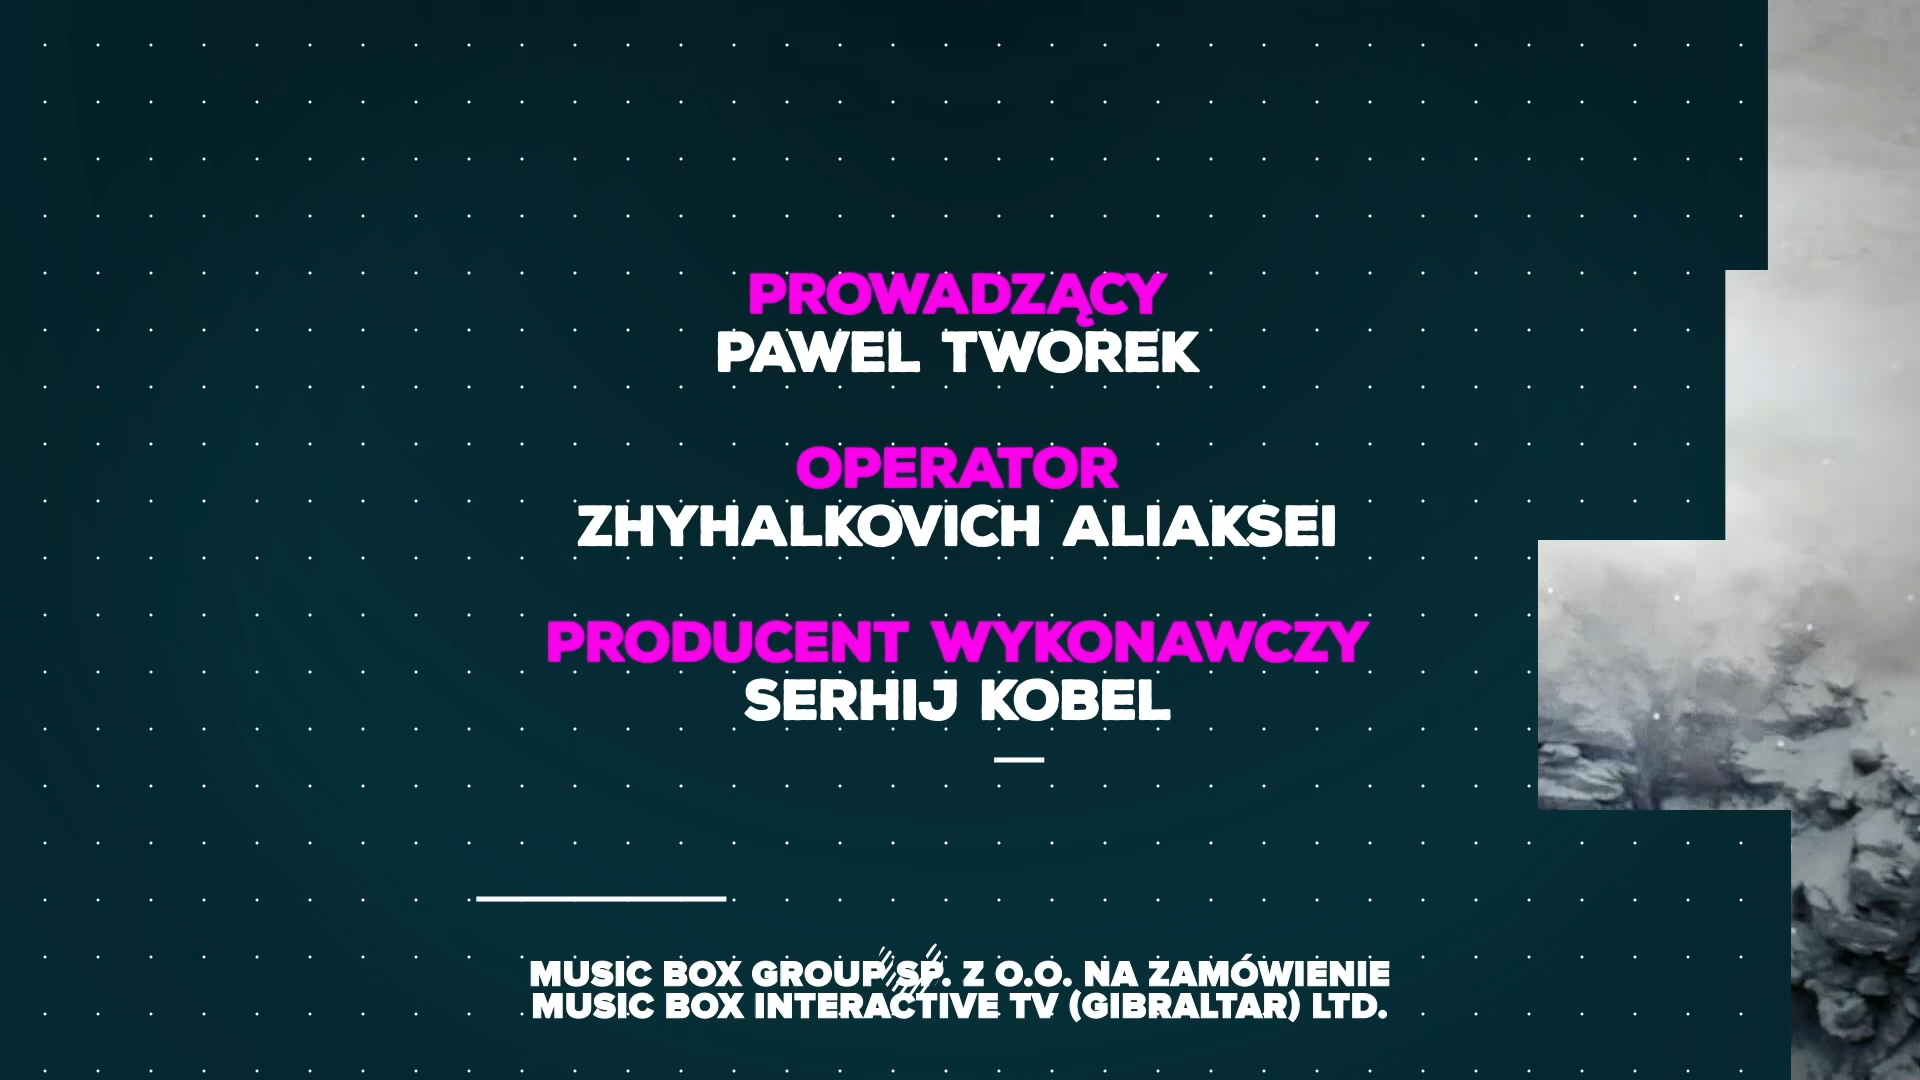 PROWADZĄCY
PAWEL TWOREK
OPERATOR
ZHYHALKOVICH ALIAKSEI
PRODUCENT WYKONAWCZY
SERHIJ KOBEL
MUSIC BOX GROUP SP. Z O.O. NA ZAMÓWIENIE
MUSIC BOX INTERACTIVE TV (GIBRALTAR) LTD.